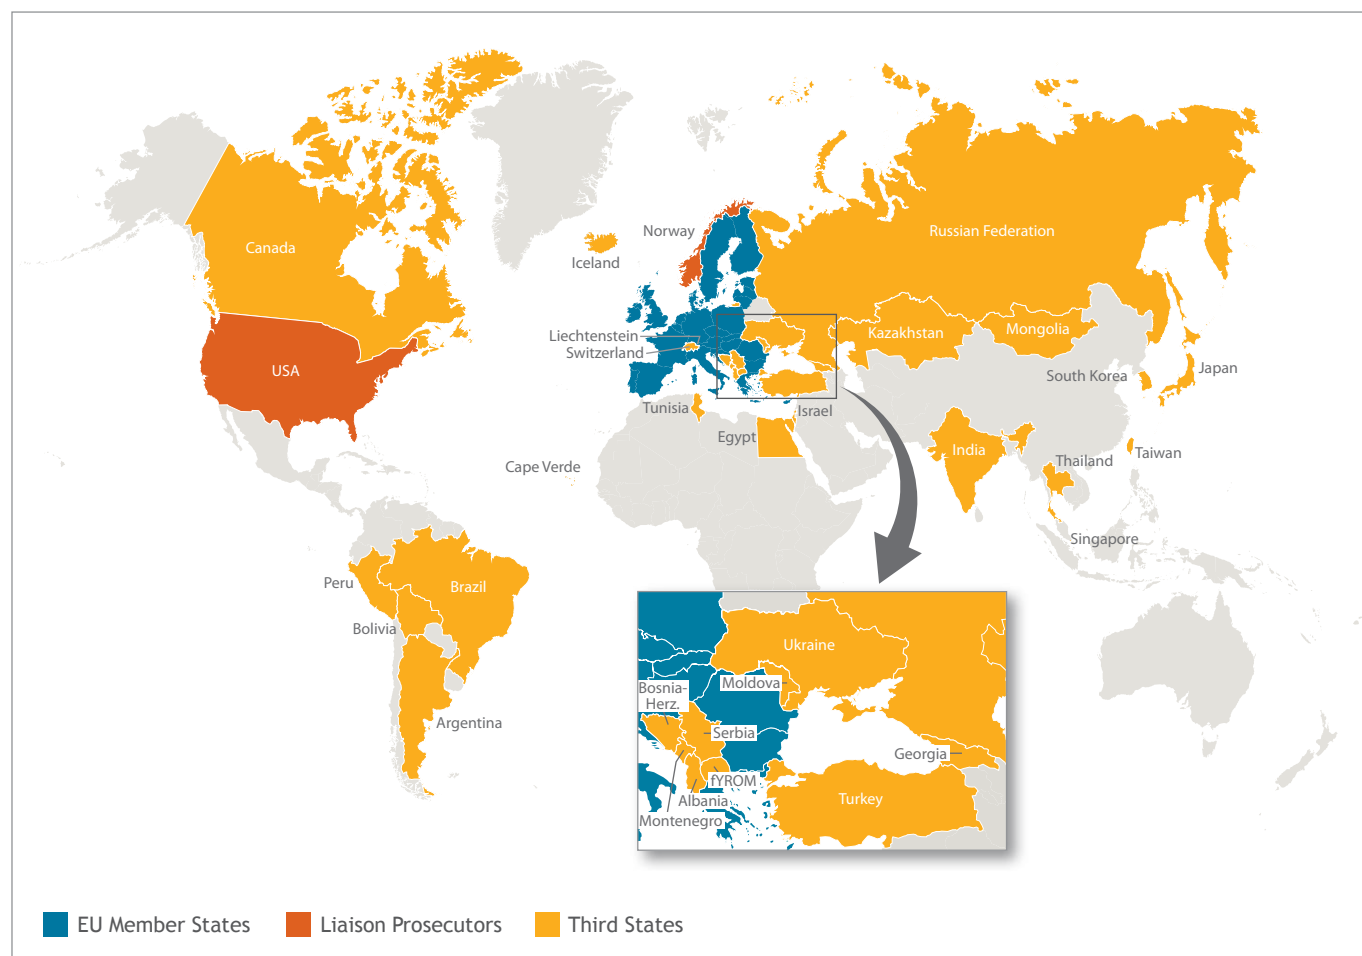 Canada
Norway
Iceland
Russian Federation
Liechtenstein
Switzerland
Kazakhstan
Mongolia
USA
South Korea
Japan
Tunisia
Israel
Egypt
India
Taiwan
Cape Verde
Thailand
Singapore
Peru
Brazil
Bolivia
Argentina
Ukraine
Moldova
Bosnia-
Herz.
Serbia
Georgia
fYROM
Albania
Turkey
Montenegro
EU Member States
Liaison Prosecutors
Third States